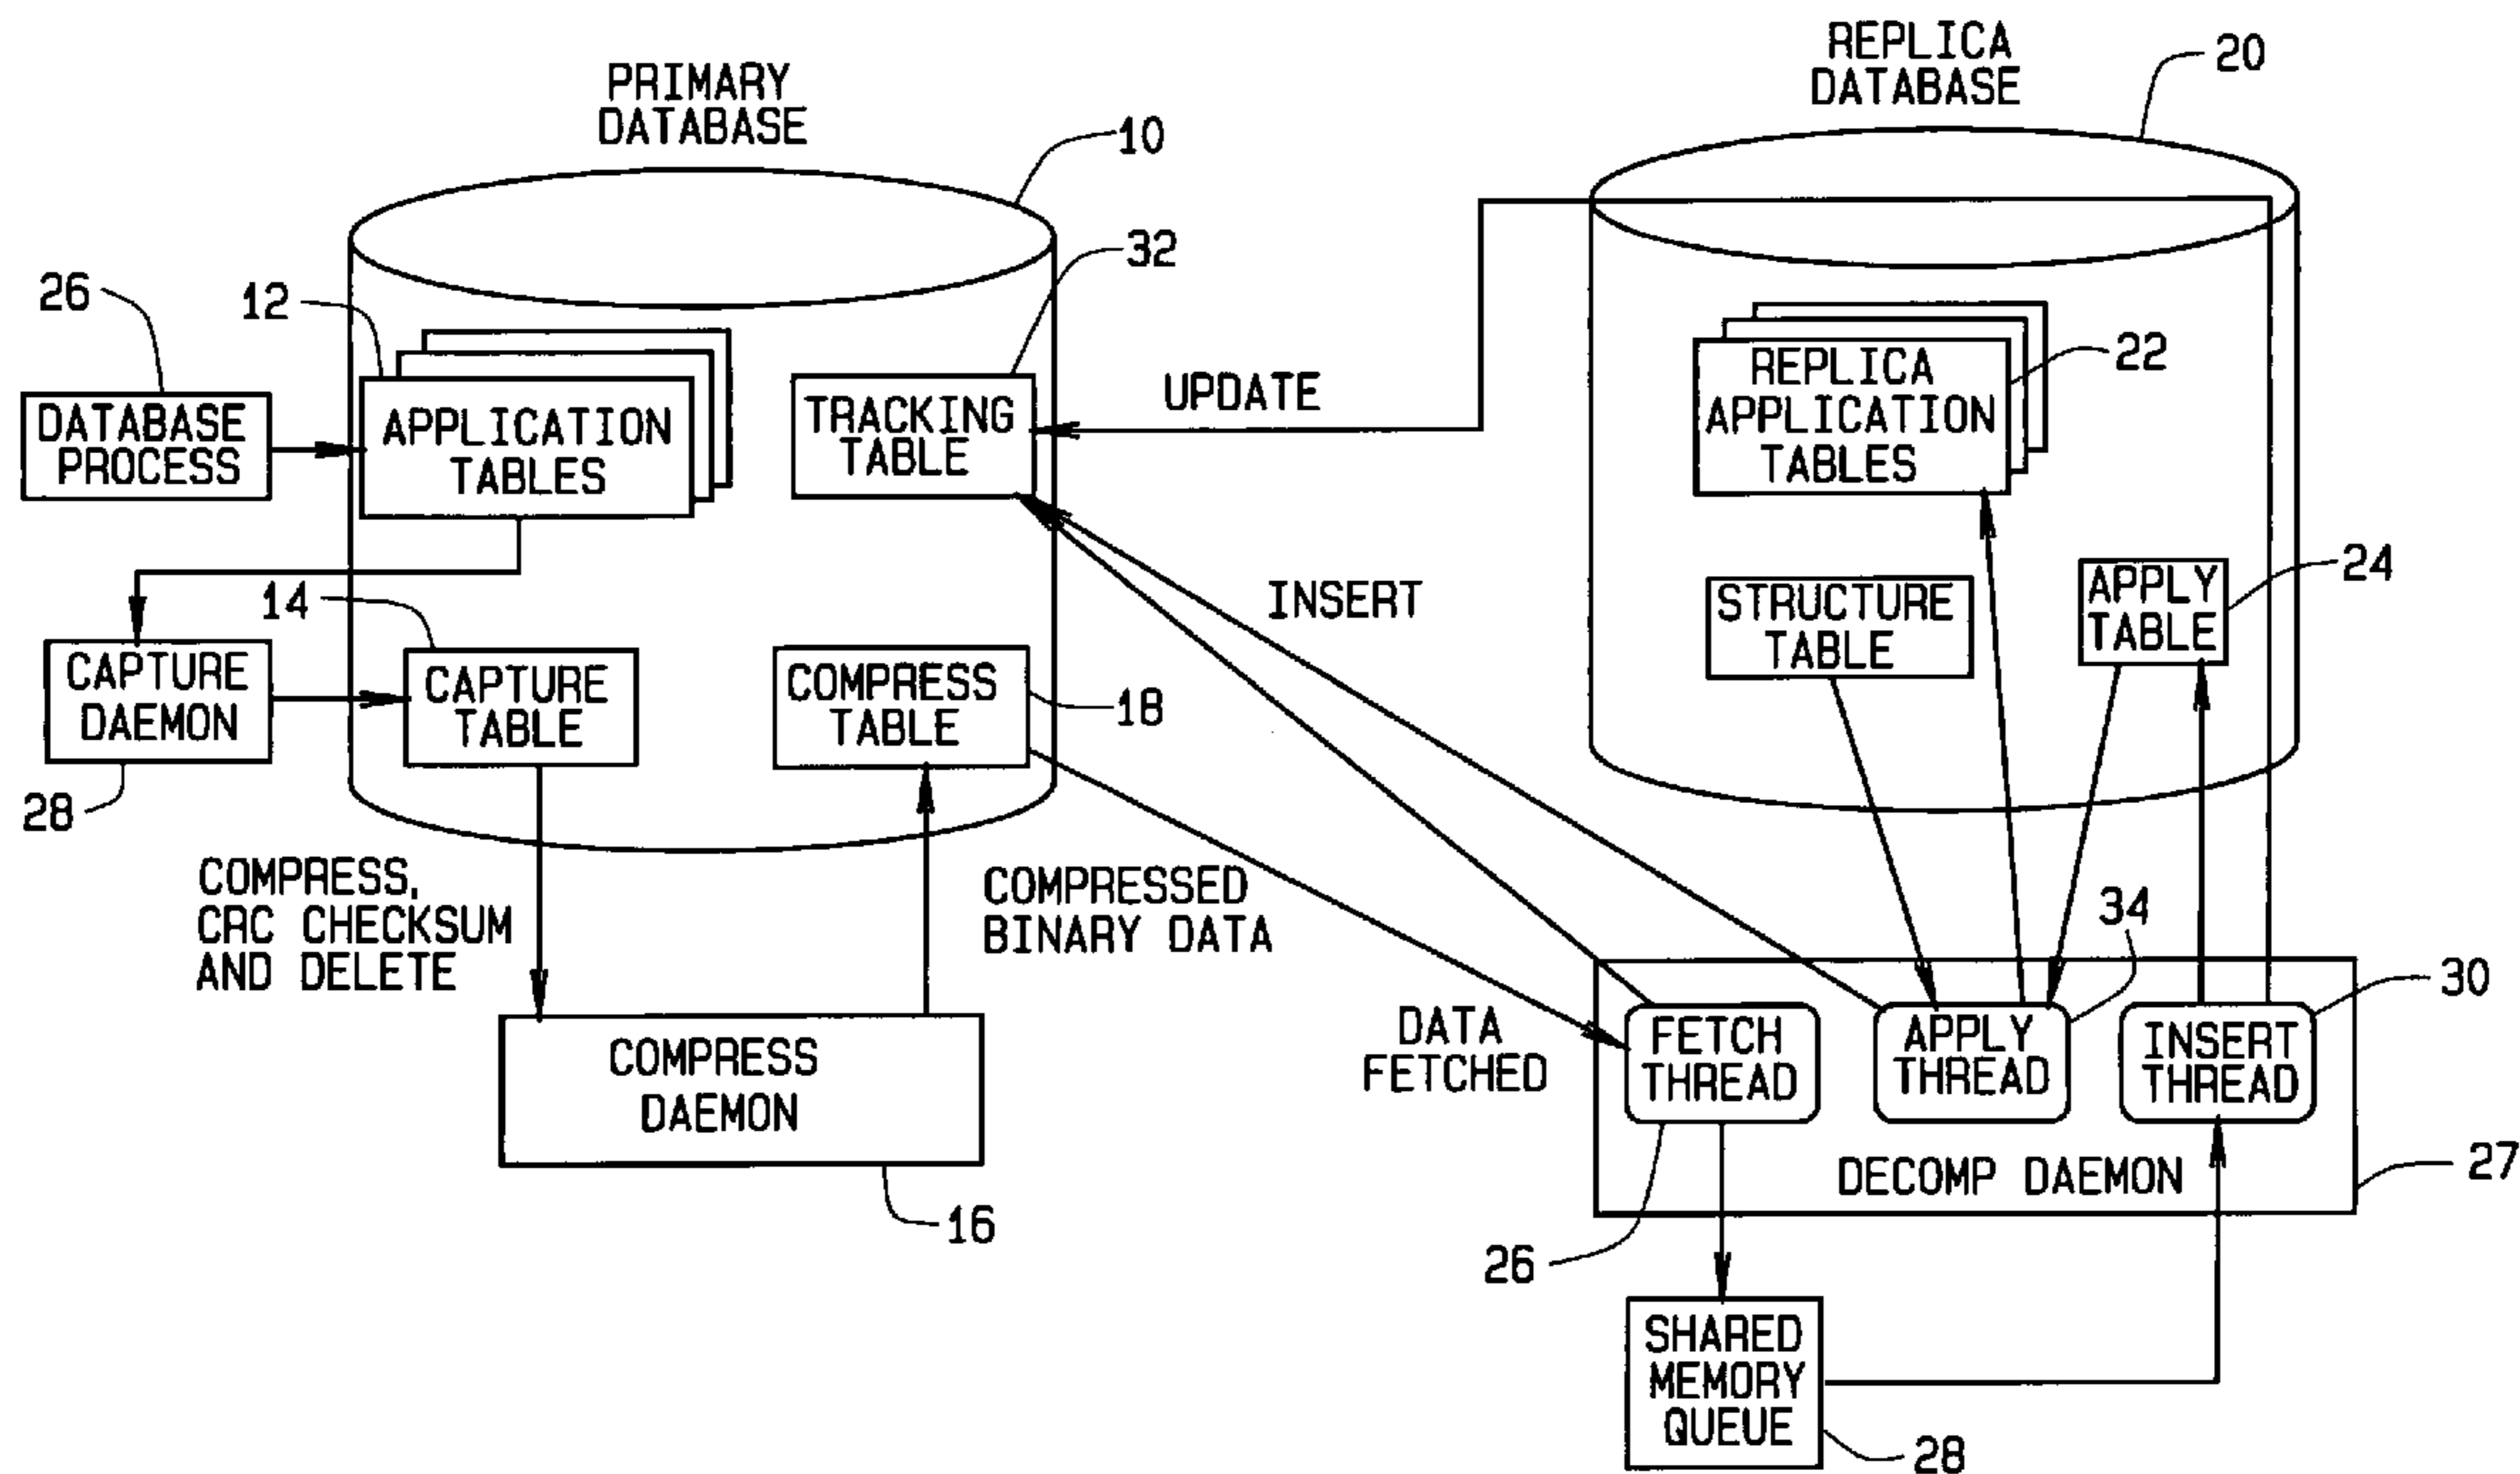 PRIMARY
DATABASE
10
REPLICA
DATABASE
20
26
12
32
DATABASE
PROCESS
APPLICATION
TABLES
TRACKING
TABLE
UPDATE
REPLICA
APPLICATION
TABLES
22
14
CAPTURE
DAEMON
28
CAPTURE
TABLE
COMPRESS
TABLE
18
INSERT
STRUCTURE
TABLE
APPLY
TABLE
24
COMPRESS,
CRC CHECKSUM
AND DELETE
COMPRESSED
BINARY DATA
COMPRESS
DAEMON
16
DATA
FETCHED
FETCH
THREAD
APPLY
THREAD
34
INSERT
THREAD
30
DECOMP DAEMON
27
26
SHARED
MEMORY
QUEUE
28